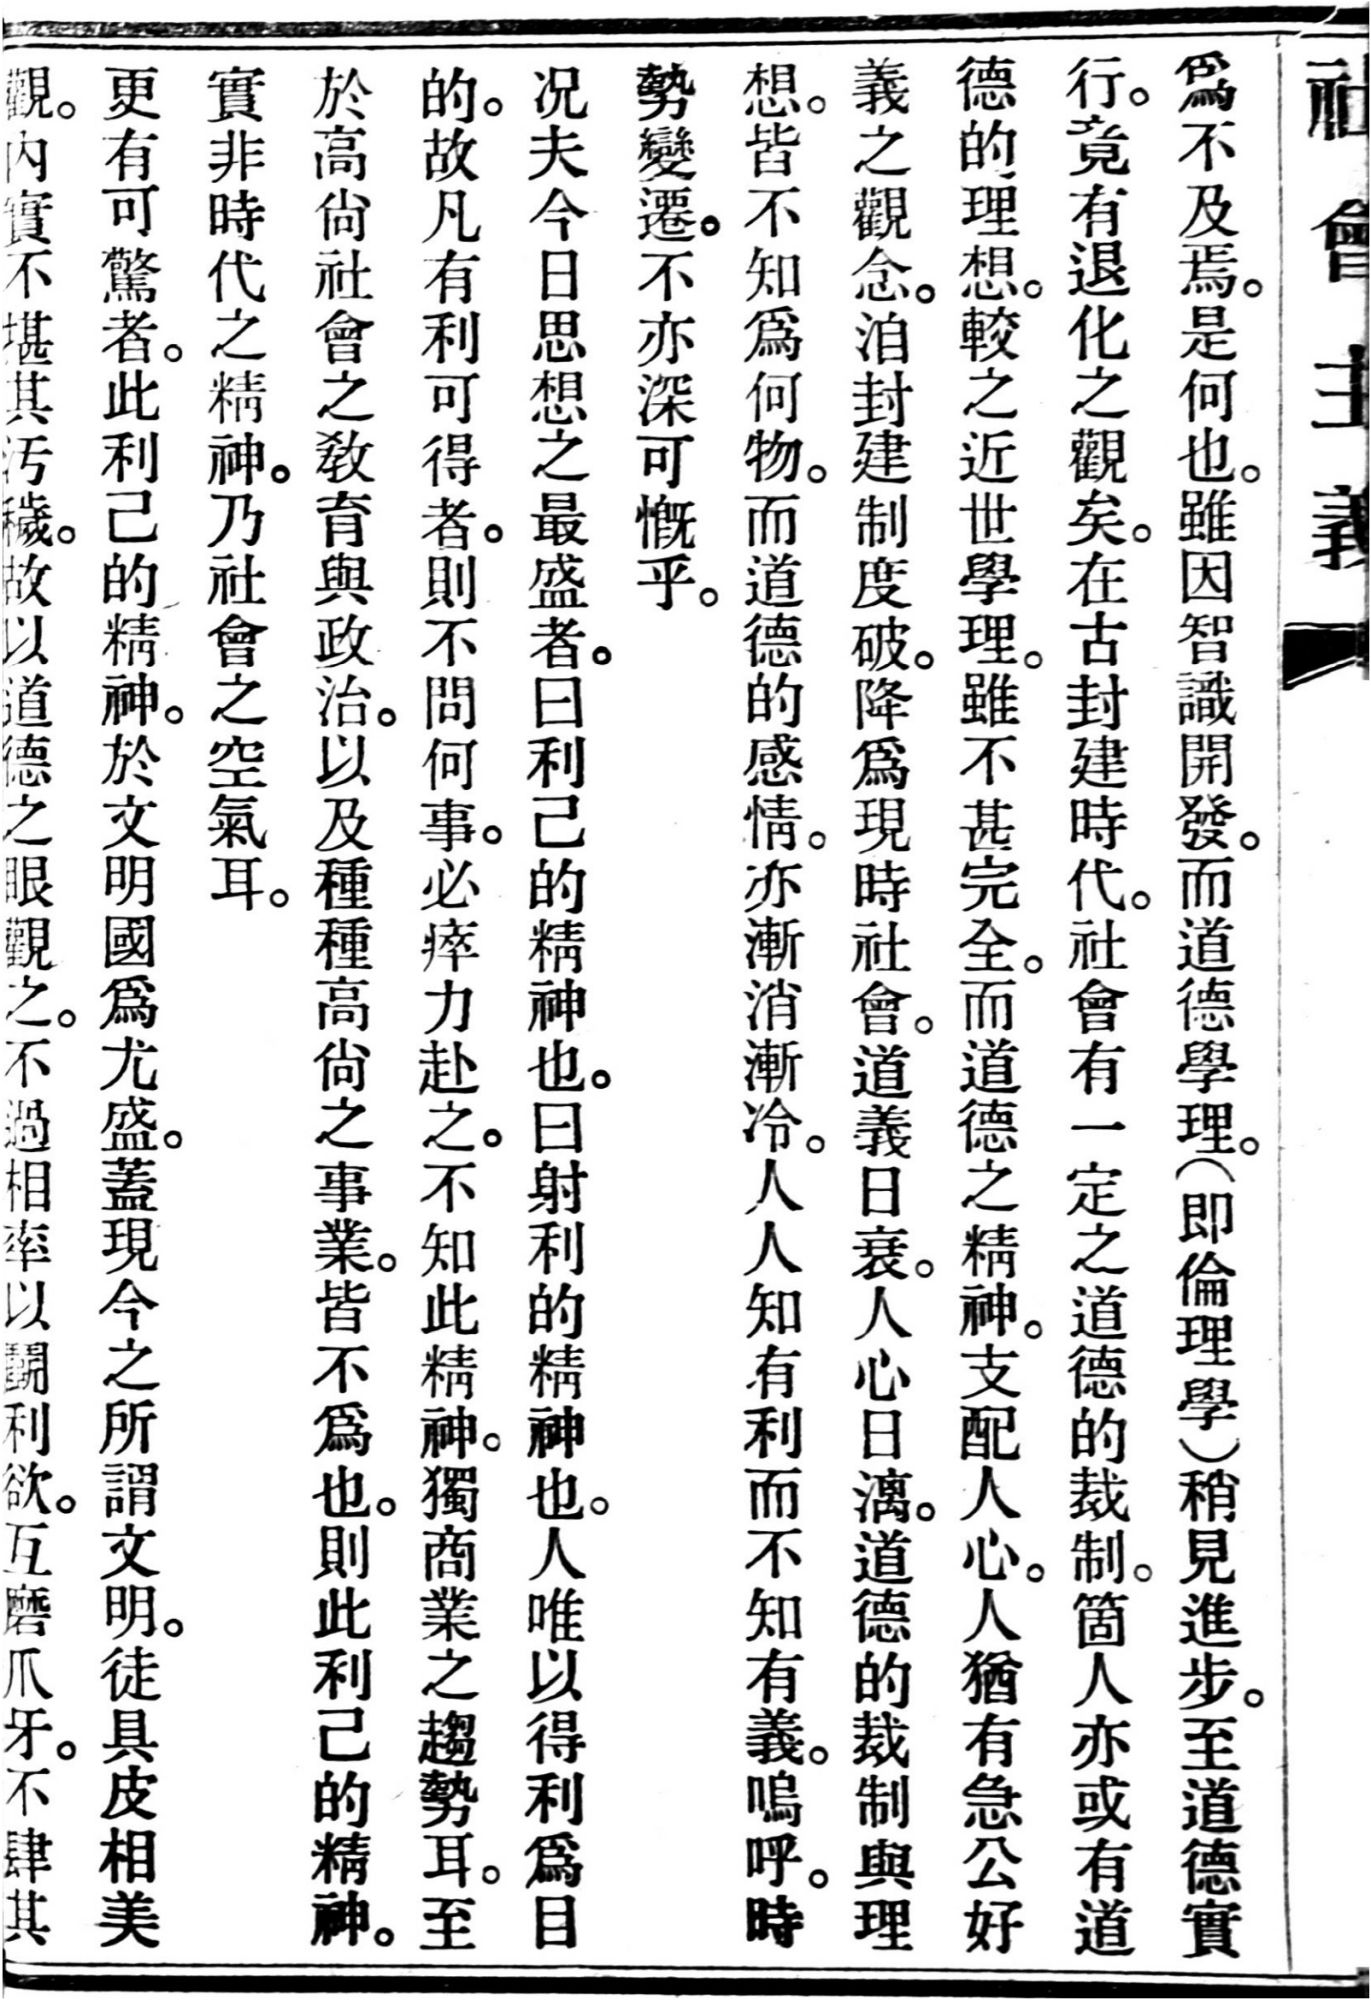 社會主義
爲不及焉。是何也。雖因智識開發。而道德學理。(即倫理學)稍見進步。至道德實
行。竟有退化之觀矣。在古封建時代。社會有一定之道德的裁制。箇人亦或有道
德的理想。較之近世學理。雖不甚完全。而道德之精神。支配人心。人猶有急公好
義之觀念。洎封建制度破。降爲現時社會。道義日衰。人心日漓。道德的裁制與理
想。皆不知爲何物。而道德的感情。亦漸消漸冷。人人知有利而不知有義。嗚呼。時
勢變遷。不亦深可慨乎。
况夫今日思想之最盛者。曰利己的精神也。曰射利的精神也。人唯以得利爲目
的。故凡有利可得者。則不問何事。必瘁力赴之。不知此精神。獨商業之趨勢耳。至
於高尙社會之敎育與政治。以及種種高尙之事業。皆不爲也。則此利己的精神。
實非時代之精神。乃社會之空氣耳。
更有可驚者。此利己的精神。於文明國爲尤盛。蓋現今之所謂文明。徒具皮相美
觀。內實不堪其汚穢。故以道德之眼觀之。不過相率以鬭利欲。互磨爪牙。不肆其